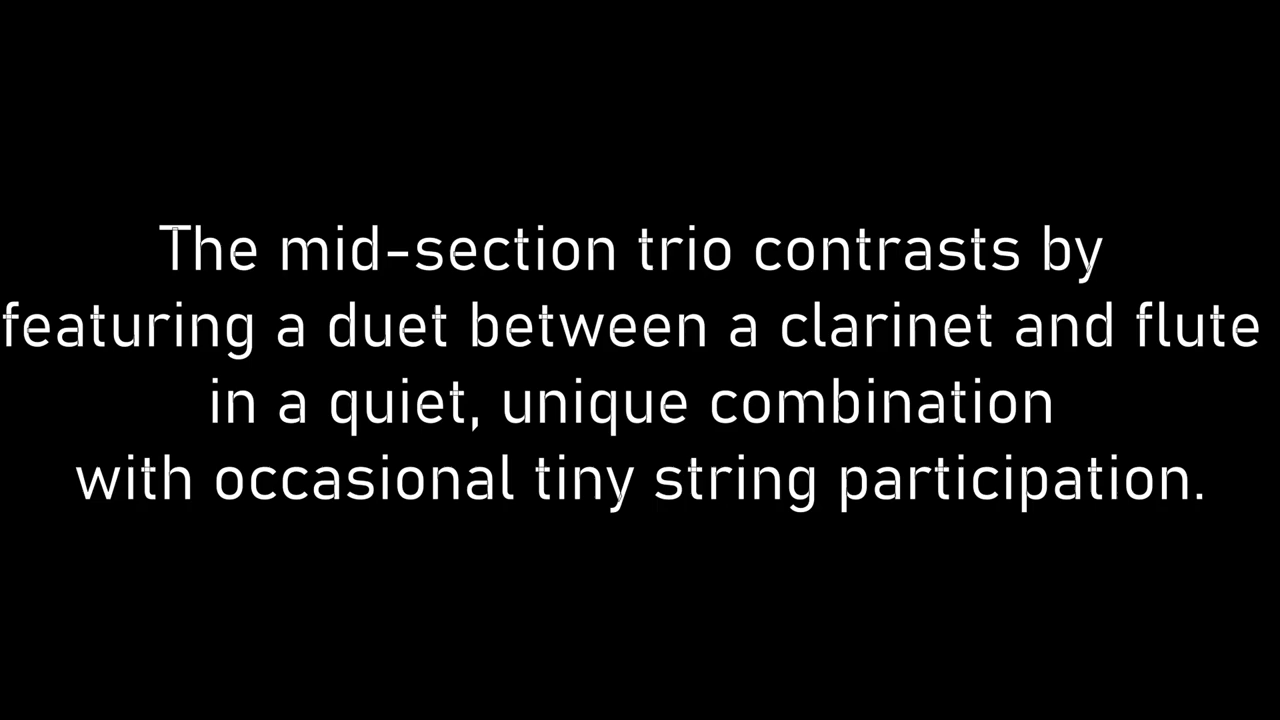 The mid-section trio contrasts by
featuring a duet between a clarinet and flute
in a quiet, unique combination
with occasional tiny string participation.